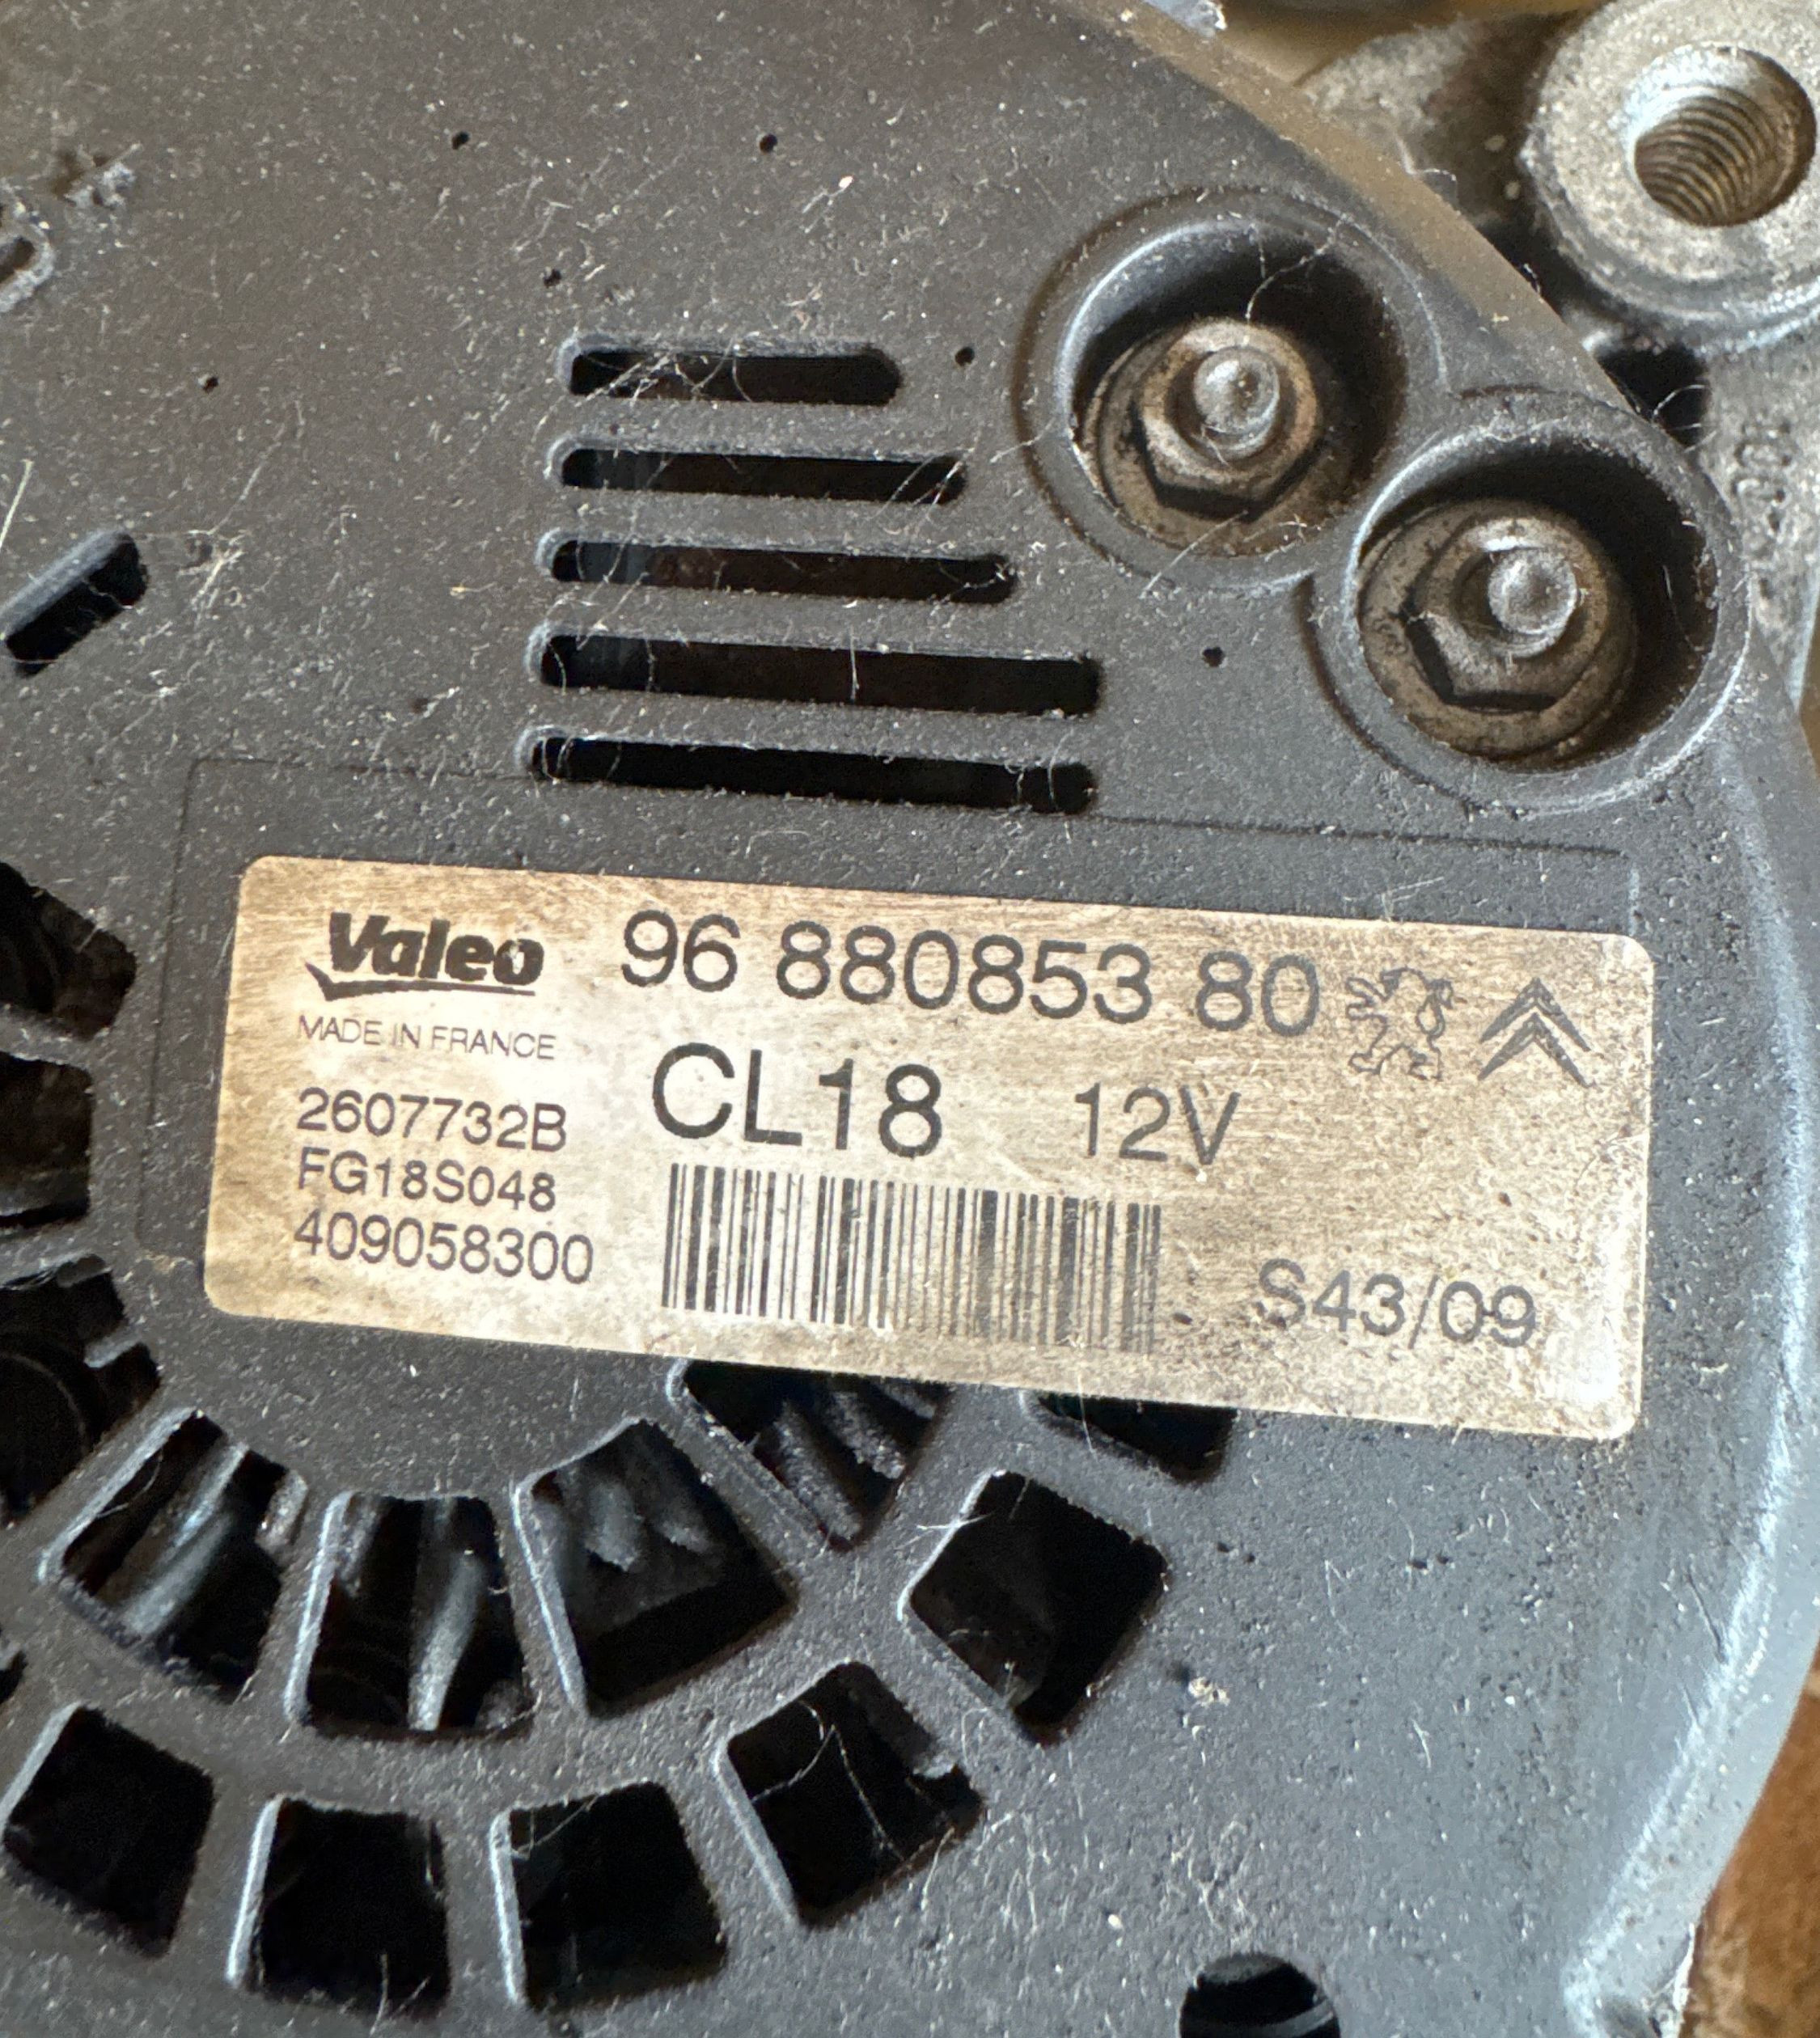 Valeo 96 880853 80
MADE IN FRANCE
CL18 12V
2607732B
FG18S048
409058300
S43/09